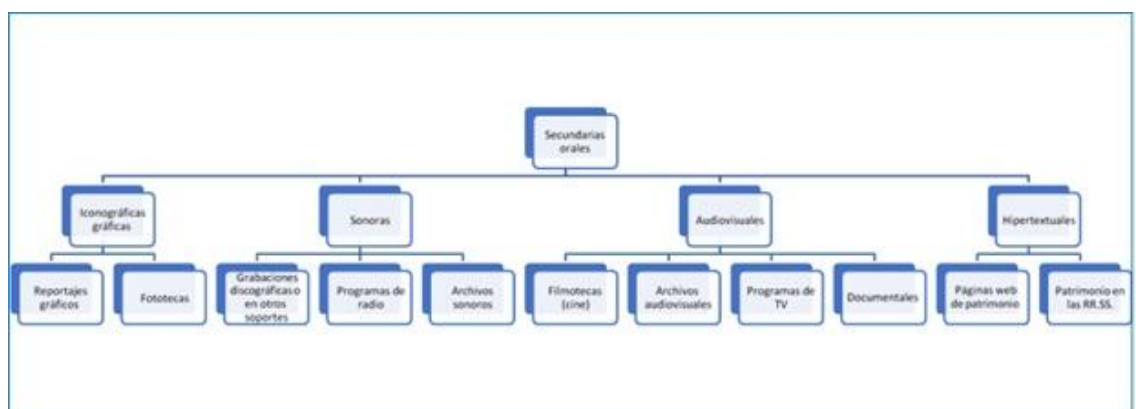 Secundarias
orales
Iconográficas
gráficas
Sonoras
Audiovisuales
Hipertextuales
Reportajes
gráficos
Fototecas
Grabaciones
discográficas o
en otros
soportes
Programas de
radio
Archivos
sonoros
Filmotecas
(cine)
Archivos
audiovisuales
Programas de
TV
Documentales
Páginas web
de patrimonio
Patrimonio en
las RR.SS.